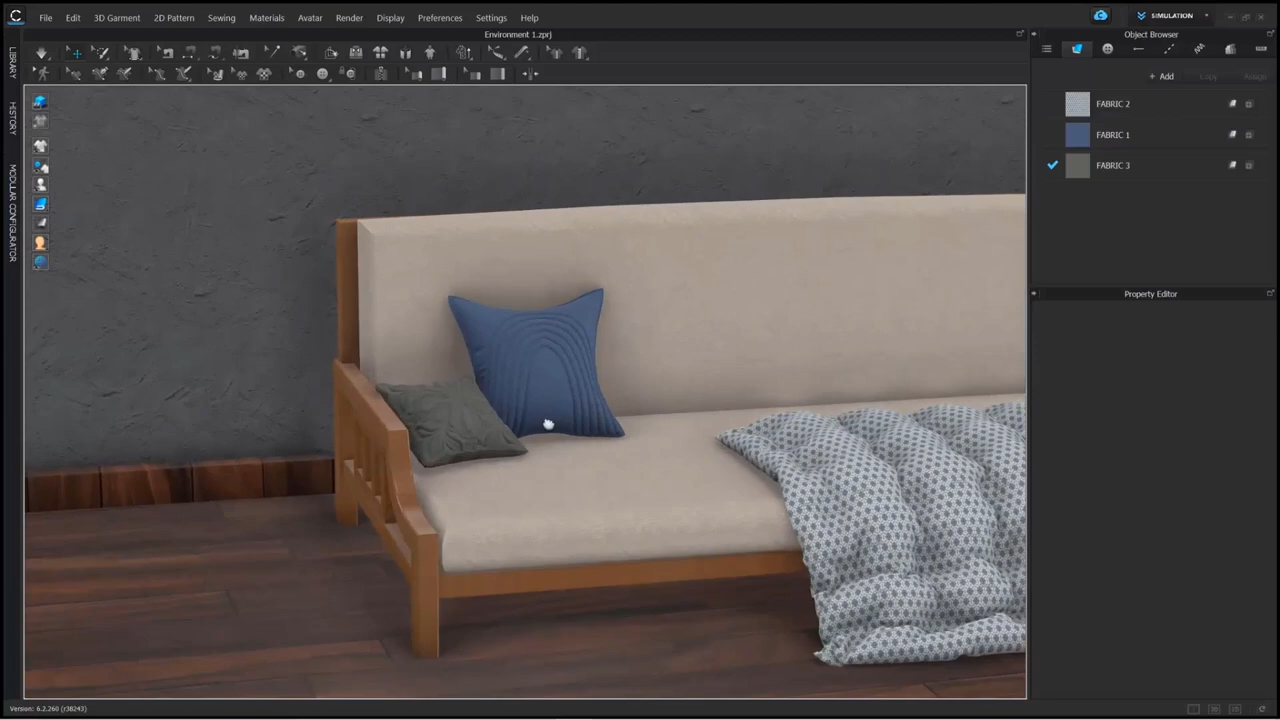 File Edit 3D Garment 2D Pattern Sewing Materials Avatar Render Display Preferences Settings Help
SIMULATION
Environment 1.zprj
Object Browser
LIBRARY
HISTORY
MODULAR CONFIGURATOR
+ Add Copy Assign
FABRIC 2
FABRIC 1
FABRIC 3
Property Editor
Version: 6.2.260 (r38243)